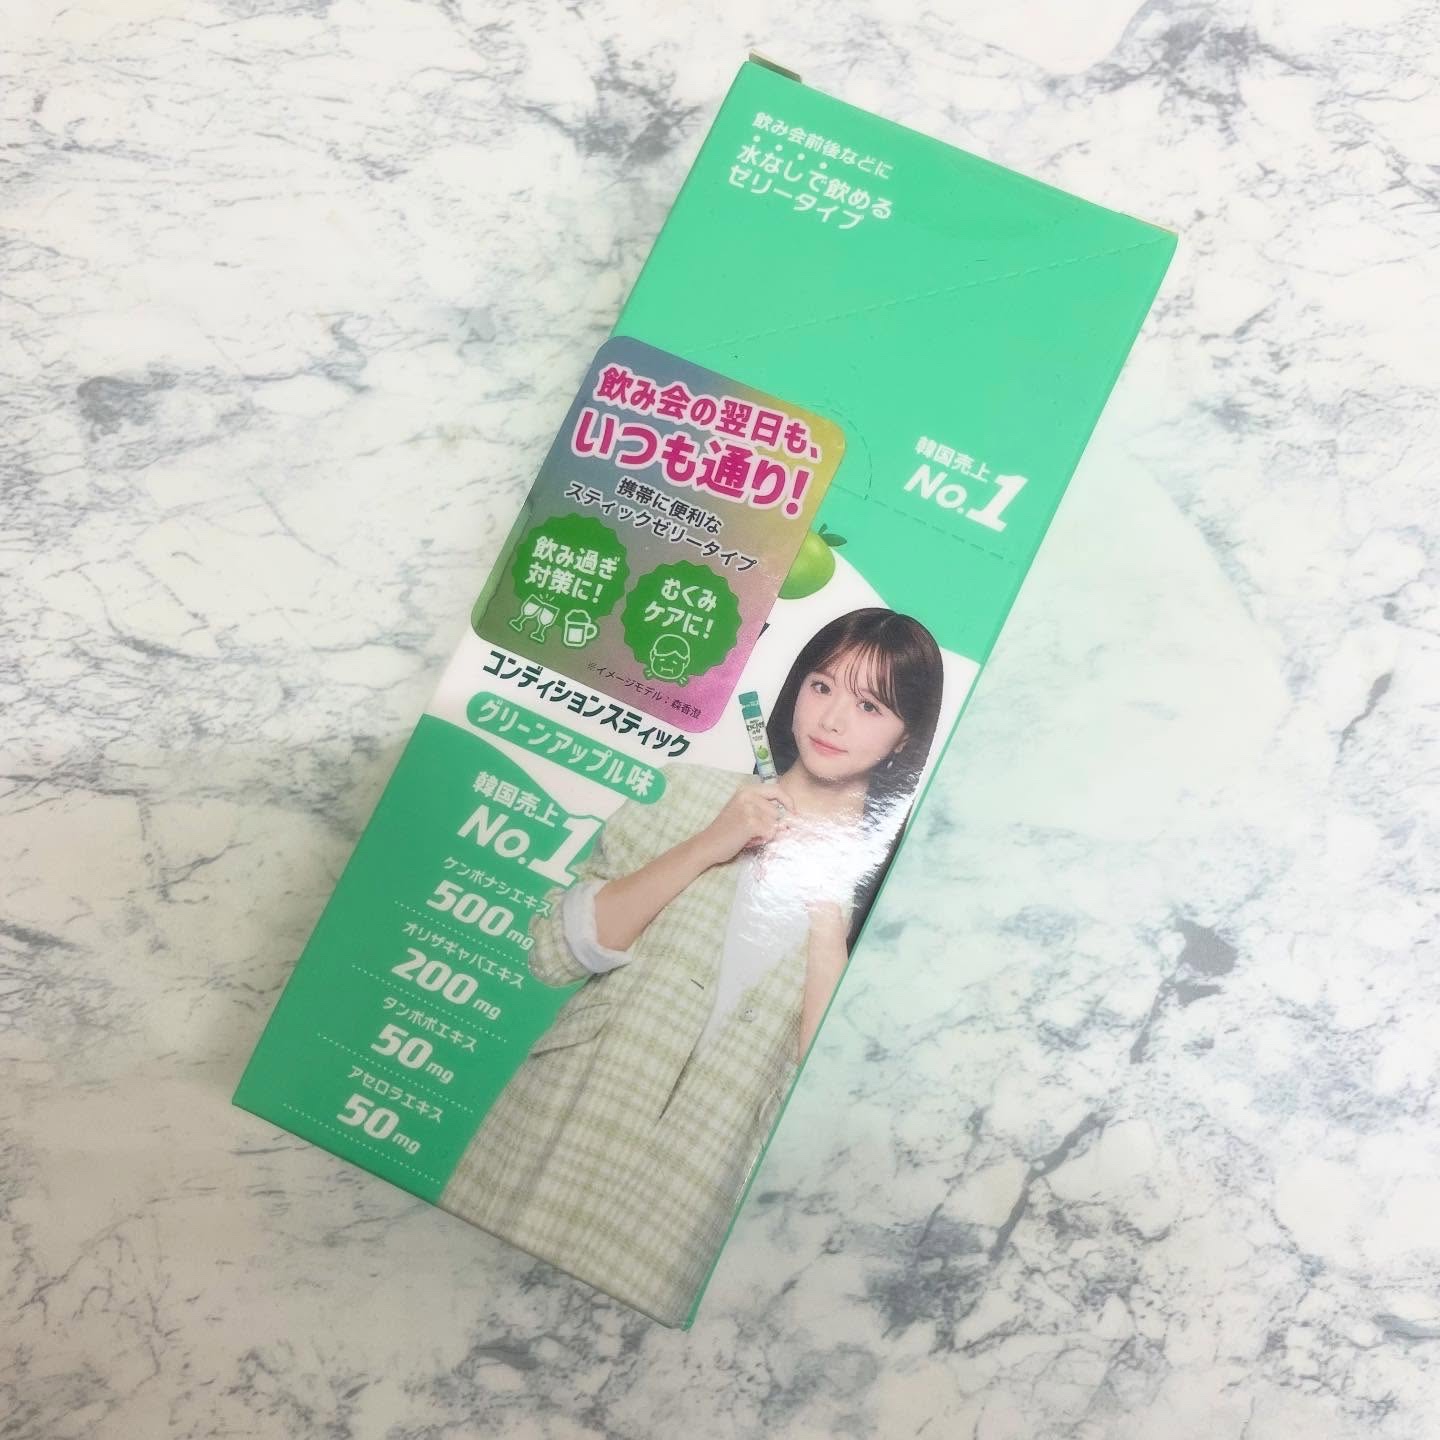 飲み会前後などに
水なしで飲める
ゼリータイプ
韓国売上
No.1
飲み会の翌日も、
いつも通り!
携帯に便利な
スティックゼリータイプ
飲み過ぎ
対策に!
むくみ
ケアに!
※イメージモデル:森香澄
コンディションスティック
グリーンアップル味
韓国売上
No.1
ケンポナシエキス
500mg
オリザギャバエキス
200mg
タンポポエキス
50mg
アセロラエキス
50mg